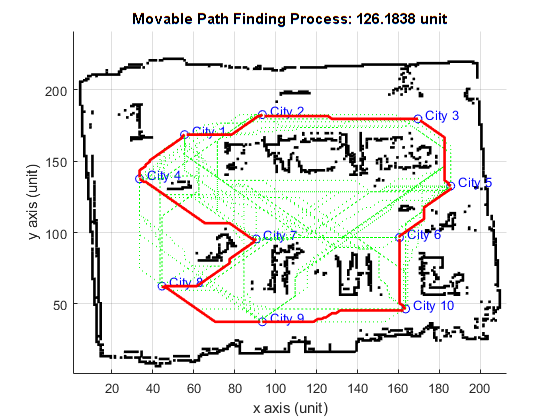 Movable Path Finding Process: 126.1838 unit
200
150
100
50
y axis (unit)
City 1
City 2
City 3
City 4
City 5
City 6
City 7
City 8
City 9
City 10
20 40 60 80 100 120 140 160 180 200
x axis (unit)